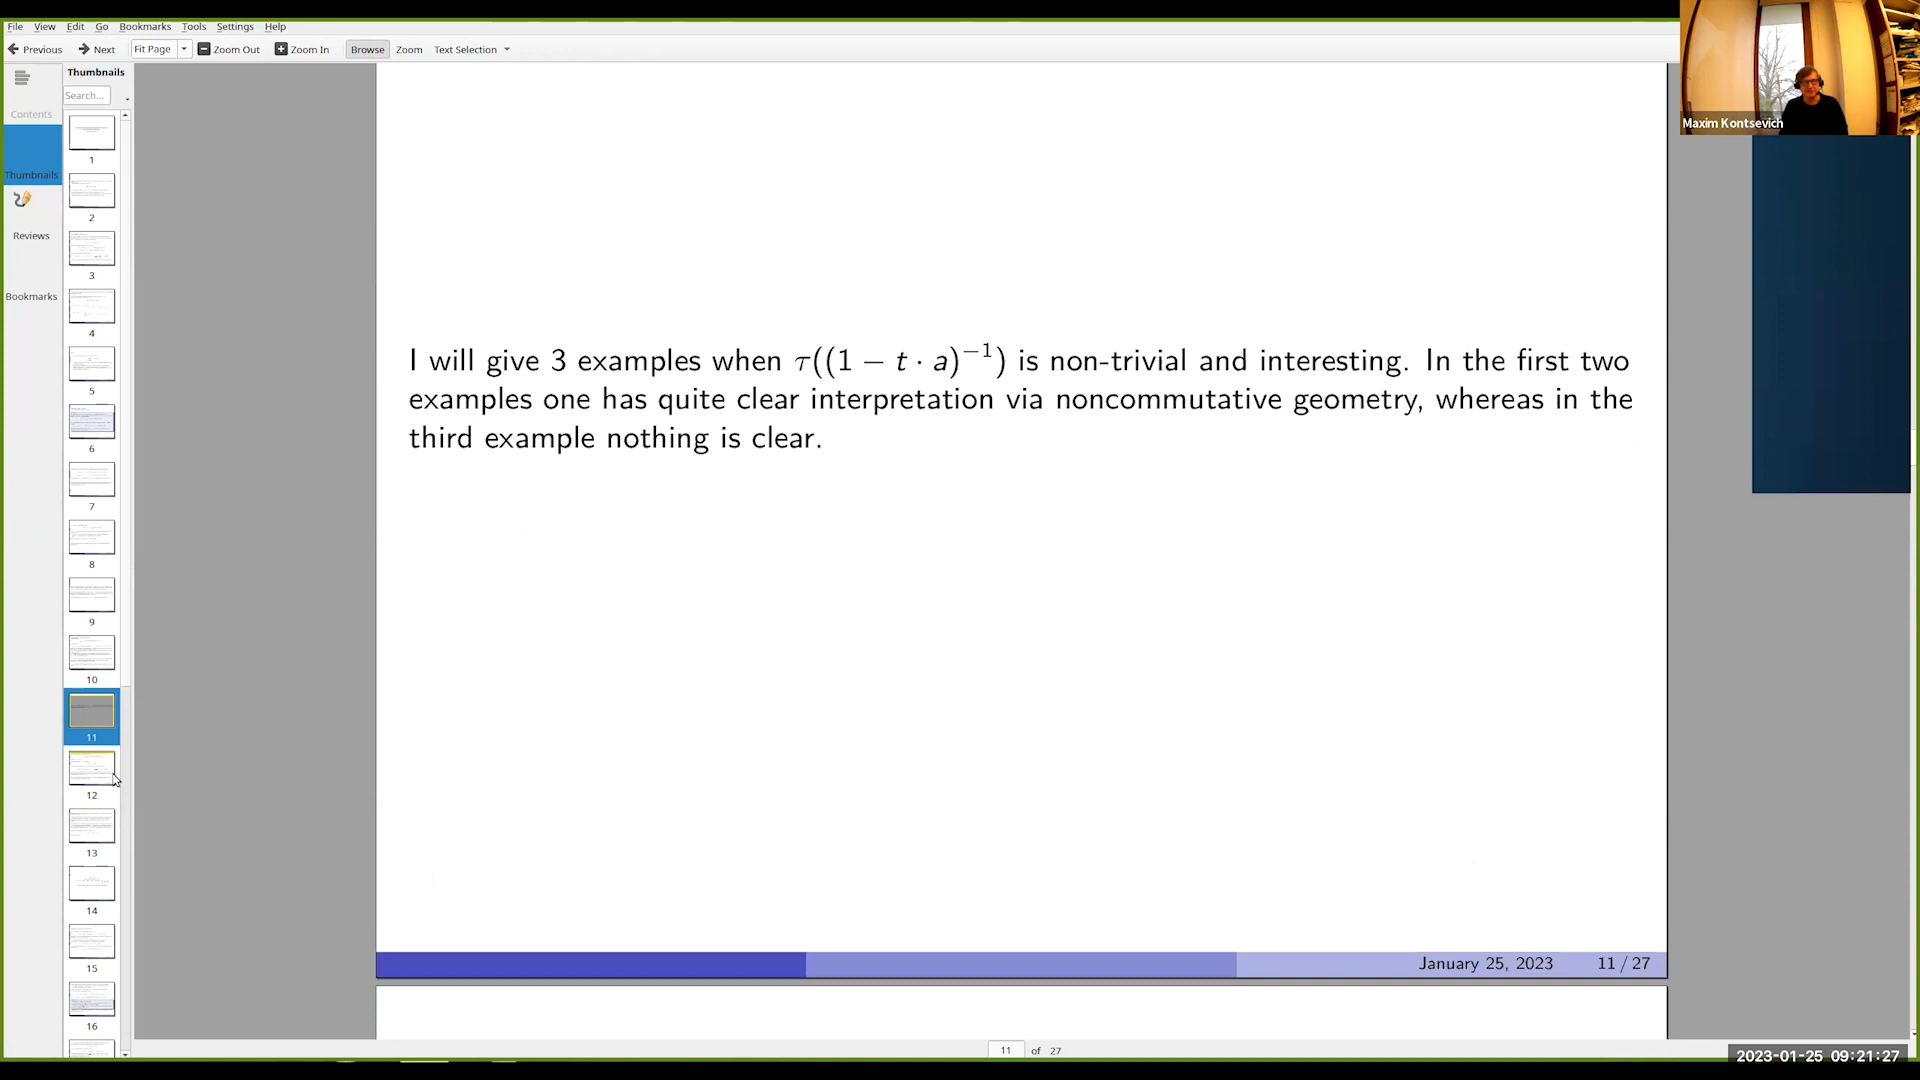 File View Edit Go Bookmarks Tools Settings Help
Previous Next Fit Page Zoom Out Zoom In Browse Zoom Text Selection
Thumbnails
Search...
Contents
Thumbnails
Reviews
Bookmarks
1
2
3
4
5
6
7
8
9
10
11
12
13
14
15
16
I will give 3 examples when τ((1 − t · a)⁻¹) is non-trivial and interesting. In the first two
examples one has quite clear interpretation via noncommutative geometry, whereas in the
third example nothing is clear.
January 25, 2023 11 / 27
11 of 27
Maxim Kontsevich
2023-01-25 09:21:27